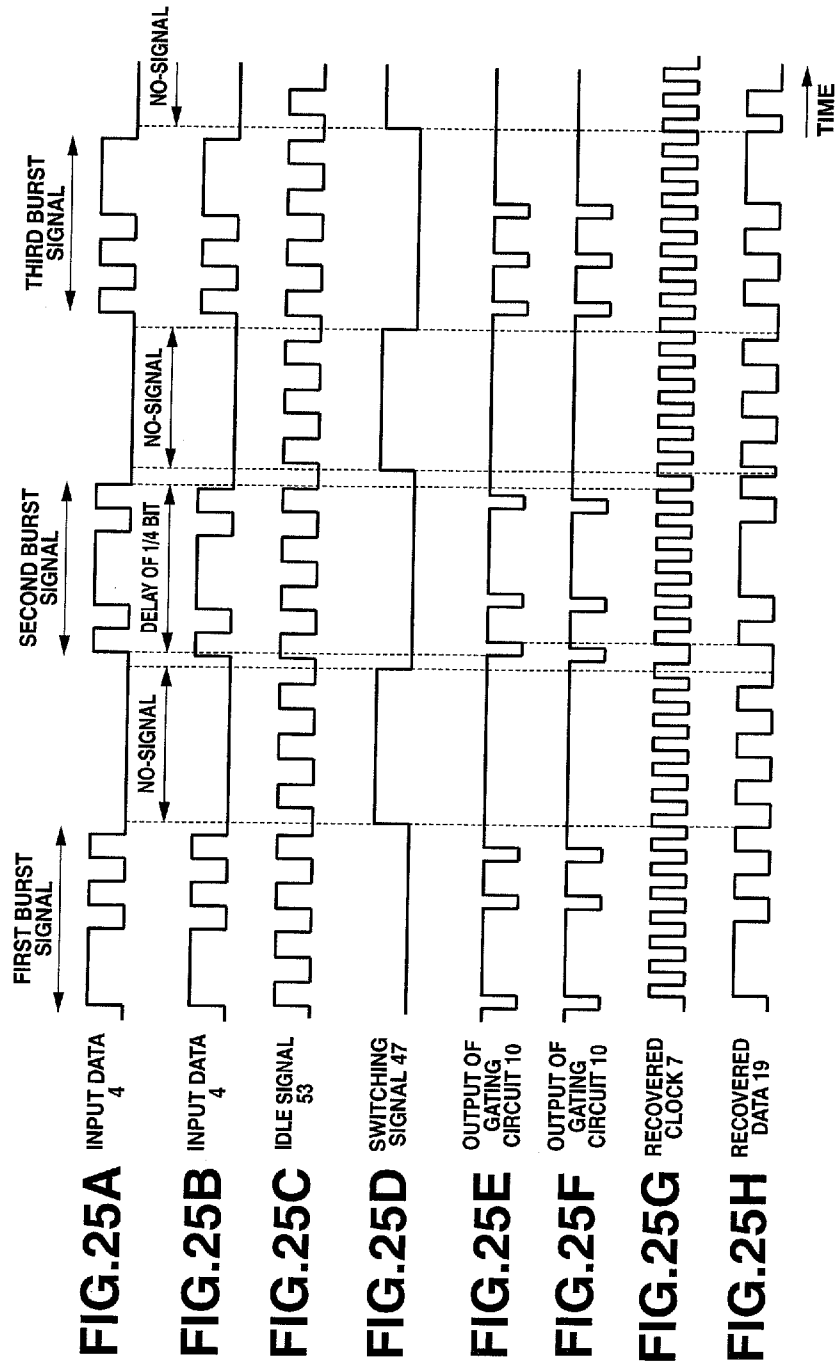 FIRST BURST
SIGNAL
SECOND BURST
SIGNAL
THIRD BURST
SIGNAL
NO-SIGNAL
FIG.25A
INPUT DATA
4
NO-SIGNAL
NO-SIGNAL
FIG.25B
INPUT DATA
4
DELAY OF 1/4 BIT
FIG.25C
IDLE SIGNAL
53
FIG.25D
SWITCHING
SIGNAL 47
FIG.25E
OUTPUT OF
GATING
CIRCUIT 10
FIG.25F
OUTPUT OF
GATING
CIRCUIT 10
FIG.25G
RECOVERED
CLOCK 7
FIG.25H
RECOVERED
DATA 19
TIME